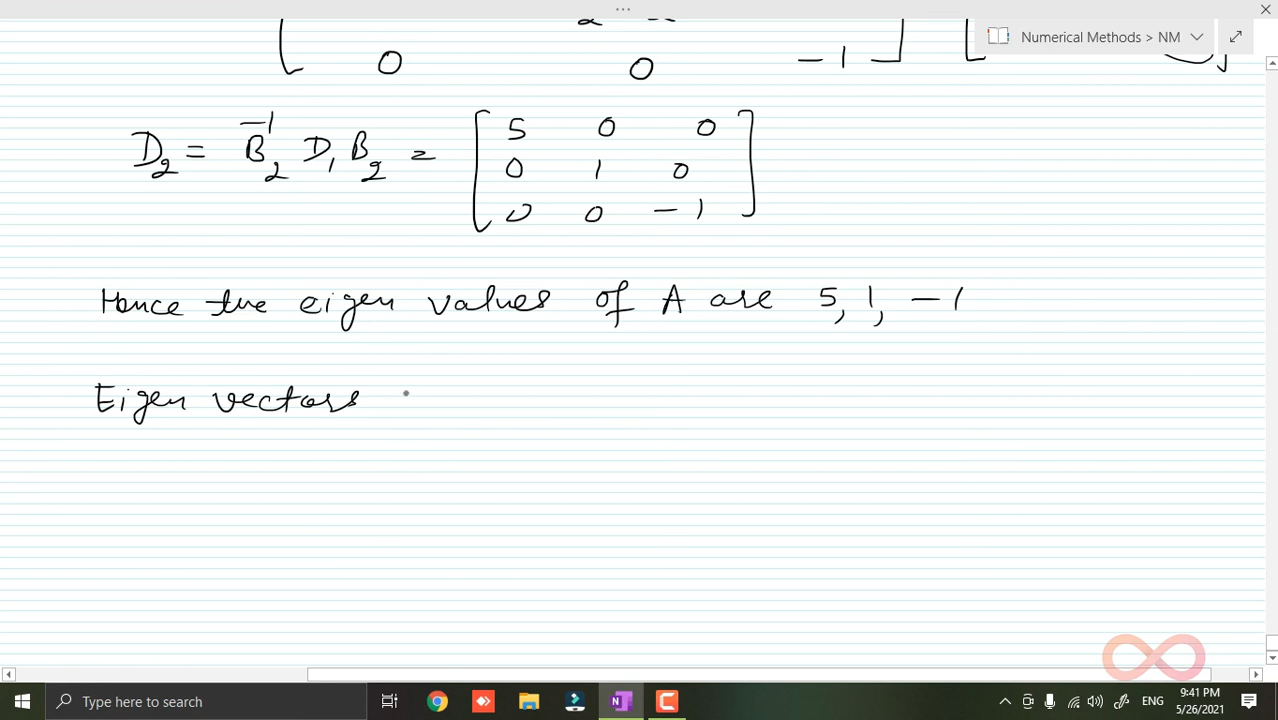 Numerical Methods > NM
0 0 -1
D₂ = B₂⁻¹ D₁ B₂ = [5 0 0
0 1 0
0 0 -1]
Hence the eigen values of A are 5, 1, -1
Eigen vectors
Type here to search
ENG
9:41 PM
5/26/2021